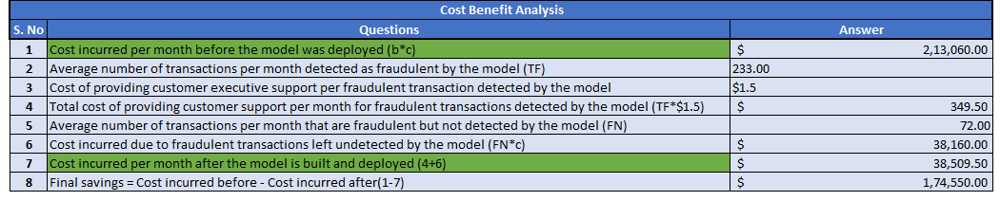 Cost Benefit Analysis
S. No Questions Answer
1 Cost incurred per month before the model was deployed (b*c) $ 2,13,060.00
2 Average number of transactions per month detected as fraudulent by the model (TF) 233.00
3 Cost of providing customer executive support per fraudulent transaction detected by the model $1.5
4 Total cost of providing customer support per month for fraudulent transactions detected by the model (TF*$1.5) $ 349.50
5 Average number of transactions per month that are fraudulent but not detected by the model (FN) 72.00
6 Cost incurred due to fraudulent transactions left undetected by the model (FN*c) $ 38,160.00
7 Cost incurred per month after the model is built and deployed (4+6) $ 38,509.50
8 Final savings = Cost incurred before - Cost incurred after(1-7) $ 1,74,550.00